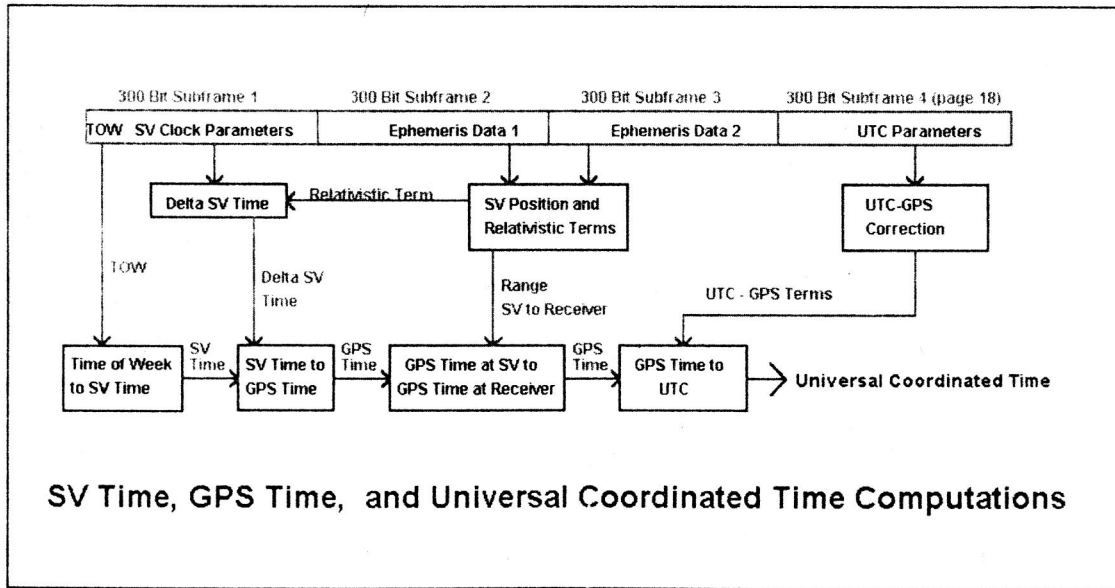 300 Bit Subframe 1
300 Bit Subframe 2
300 Bit Subframe 3
300 Bit Subframe 4 (page 18)
TOW SV Clock Parameters
Ephemeris Data 1
Ephemeris Data 2
UTC Parameters
Delta SV Time
Relativistic Term
SV Position and
Relativistic Terms
UTC-GPS
Correction
TOW
Delta SV
Time
Range
SV to Receiver
UTC - GPS Terms
Time of Week
to SV Time
SV
Time
SV Time to
GPS Time
GPS
Time
GPS Time at SV to
GPS Time at Receiver
GPS
Time
GPS Time to
UTC
Universal Coordinated Time
SV Time, GPS Time, and Universal Coordinated Time Computations